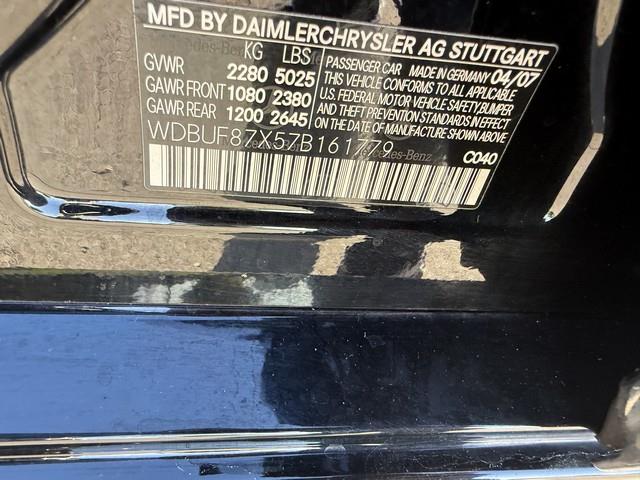 MFD BY DAIMLERCHRYSLER AG STUTTGART
KG LBS
GVWR 2280 5025
GAWR FRONT 1080 2380
GAWR REAR 1200 2645
PASSENGER CAR MADE IN GERMANY 04/07
THIS VEHICLE CONFORMS TO ALL APPLICABLE
U.S. FEDERAL MOTOR VEHICLE SAFETY,BUMPER
AND THEFT PREVENTION STANDARDS IN EFFECT
ON THE DATE OF MANUFACTURE SHOWN ABOVE
WDBUF87X57B161779
Mercedes-Benz
C040